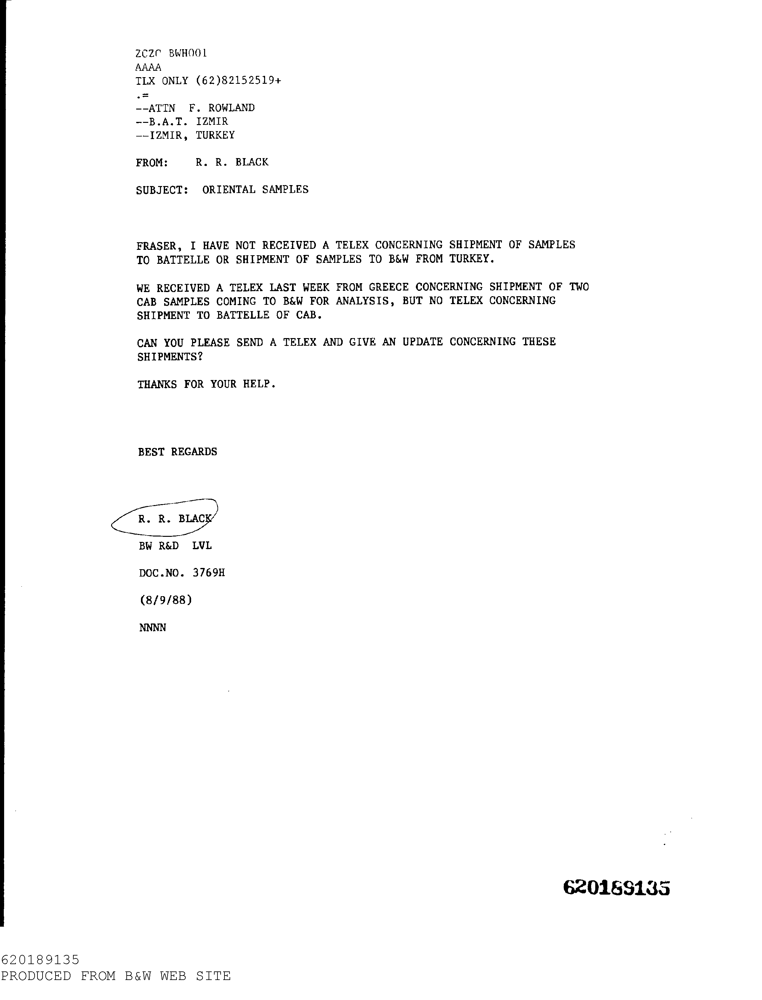 ZCZC BWH001
AAAA
TLX ONLY (62)82152519+
.=
--ATTN F. ROWLAND
--B.A.T. IZMIR
--IZMIR, TURKEY
FROM: R. R. BLACK
SUBJECT: ORIENTAL SAMPLES
FRASER, I HAVE NOT RECEIVED A TELEX CONCERNING SHIPMENT OF SAMPLES
TO BATTELLE OR SHIPMENT OF SAMPLES TO B&W FROM TURKEY.
WE RECEIVED A TELEX LAST WEEK FROM GREECE CONCERNING SHIPMENT OF TWO
CAB SAMPLES COMING TO B&W FOR ANALYSIS, BUT NO TELEX CONCERNING
SHIPMENT TO BATTELLE OF CAB.
CAN YOU PLEASE SEND A TELEX AND GIVE AN UPDATE CONCERNING THESE
SHIPMENTS?
THANKS FOR YOUR HELP.
BEST REGARDS
R. R. BLACK
BW R&D LVL
DOC.NO. 3769H
(8/9/88)
NNNN
620189135
620189135
PRODUCED FROM B&W WEB SITE